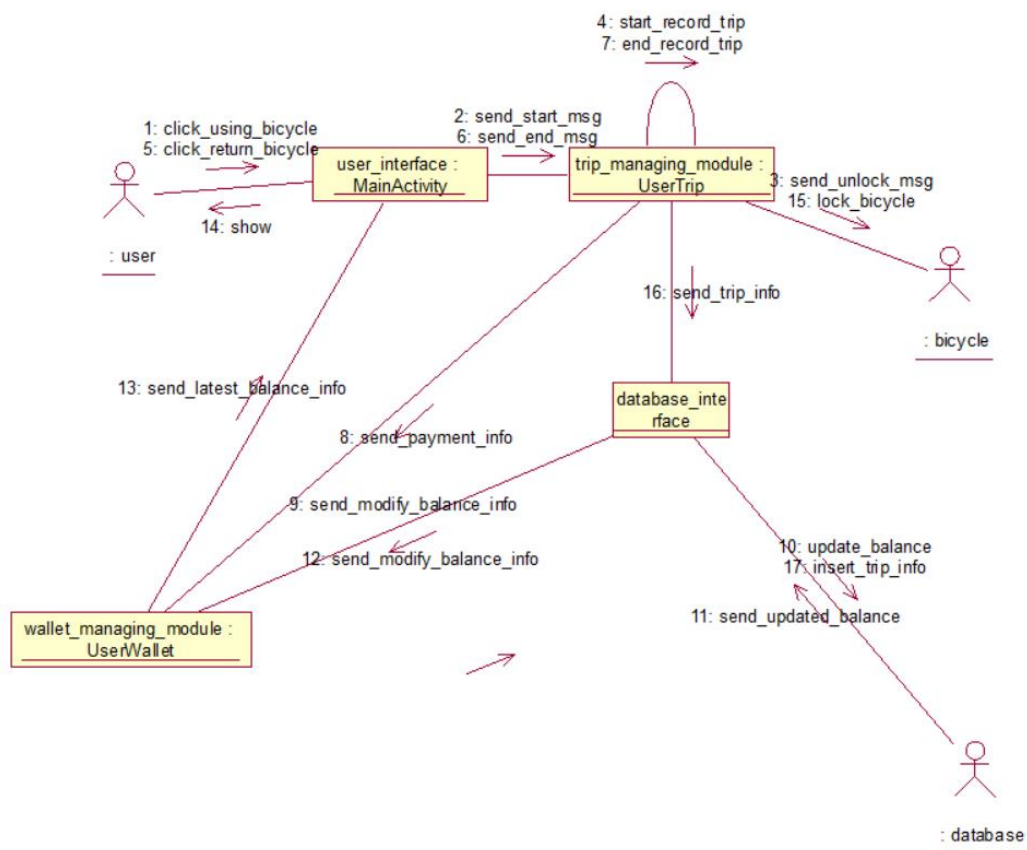 4: start_record_trip
7: end_record_trip
1: click_using_bicycle
5: click_return_bicycle
2: send_start_msg
6: send_end_msg
user_interface :
MainActivity
trip_managing_module :
UserTrip
3: send_unlock_msg
15: lock_bicycle
14: show
: user
16: send_trip_info
: bicycle
13: send_latest_balance_info
database_inte
rface
8: send_payment_info
9: send_modify_balance_info
12: send_modify_balance_info
10: update_balance
17: insert_trip_info
11: send_updated_balance
wallet_managing_module :
UserWallet
: database